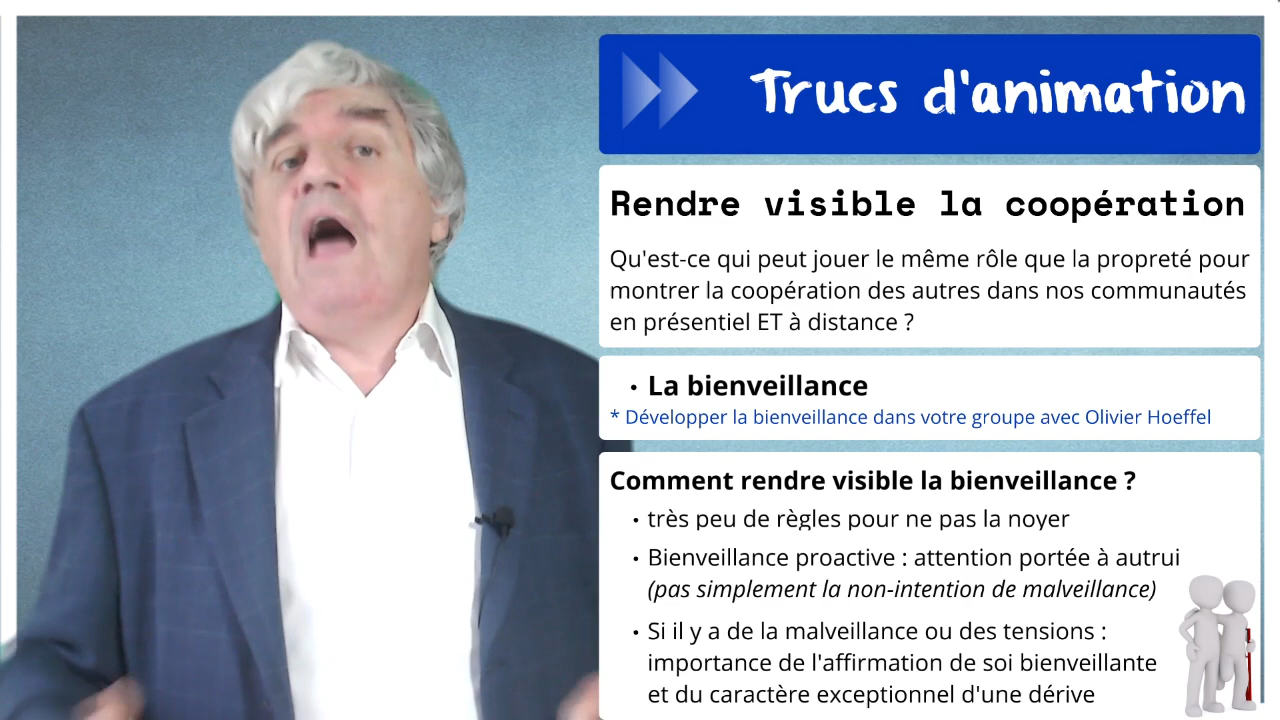 Trucs d'animation
Rendre visible la coopération
Qu'est-ce qui peut jouer le même rôle que la propreté pour
montrer la coopération des autres dans nos communautés
en présentiel ET à distance ?
• La bienveillance
* Développer la bienveillance dans votre groupe avec Olivier Hoeffel
Comment rendre visible la bienveillance ?
• très peu de règles pour ne pas la noyer
• Bienveillance proactive : attention portée à autrui
(pas simplement la non-intention de malveillance)
• Si il y a de la malveillance ou des tensions :
importance de l'affirmation de soi bienveillante
et du caractère exceptionnel d'une dérive